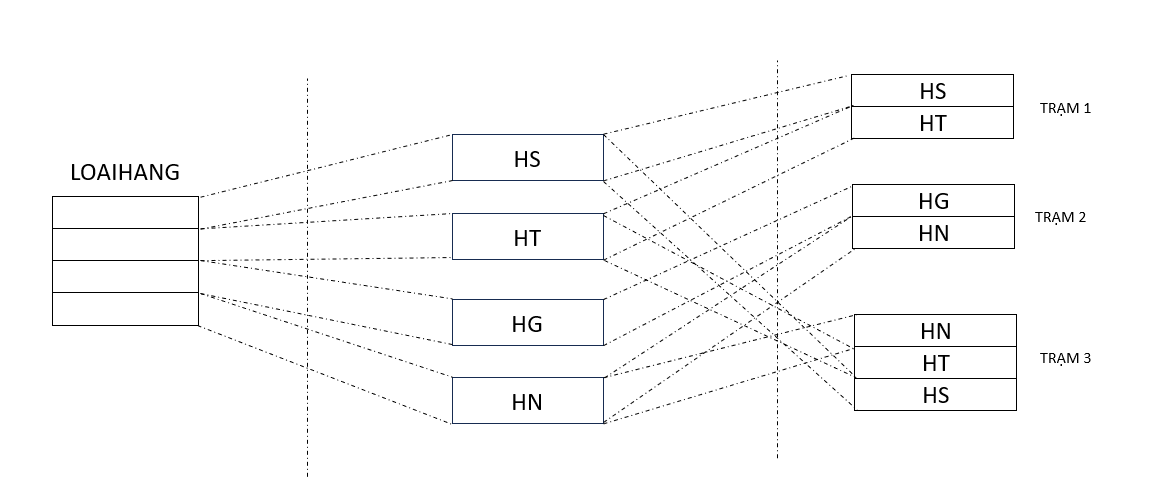 LOAIHANG
HS
HT
HG
HN
HS
HT
TRẠM 1
HG
HN
TRẠM 2
HN
HT
HS
TRẠM 3